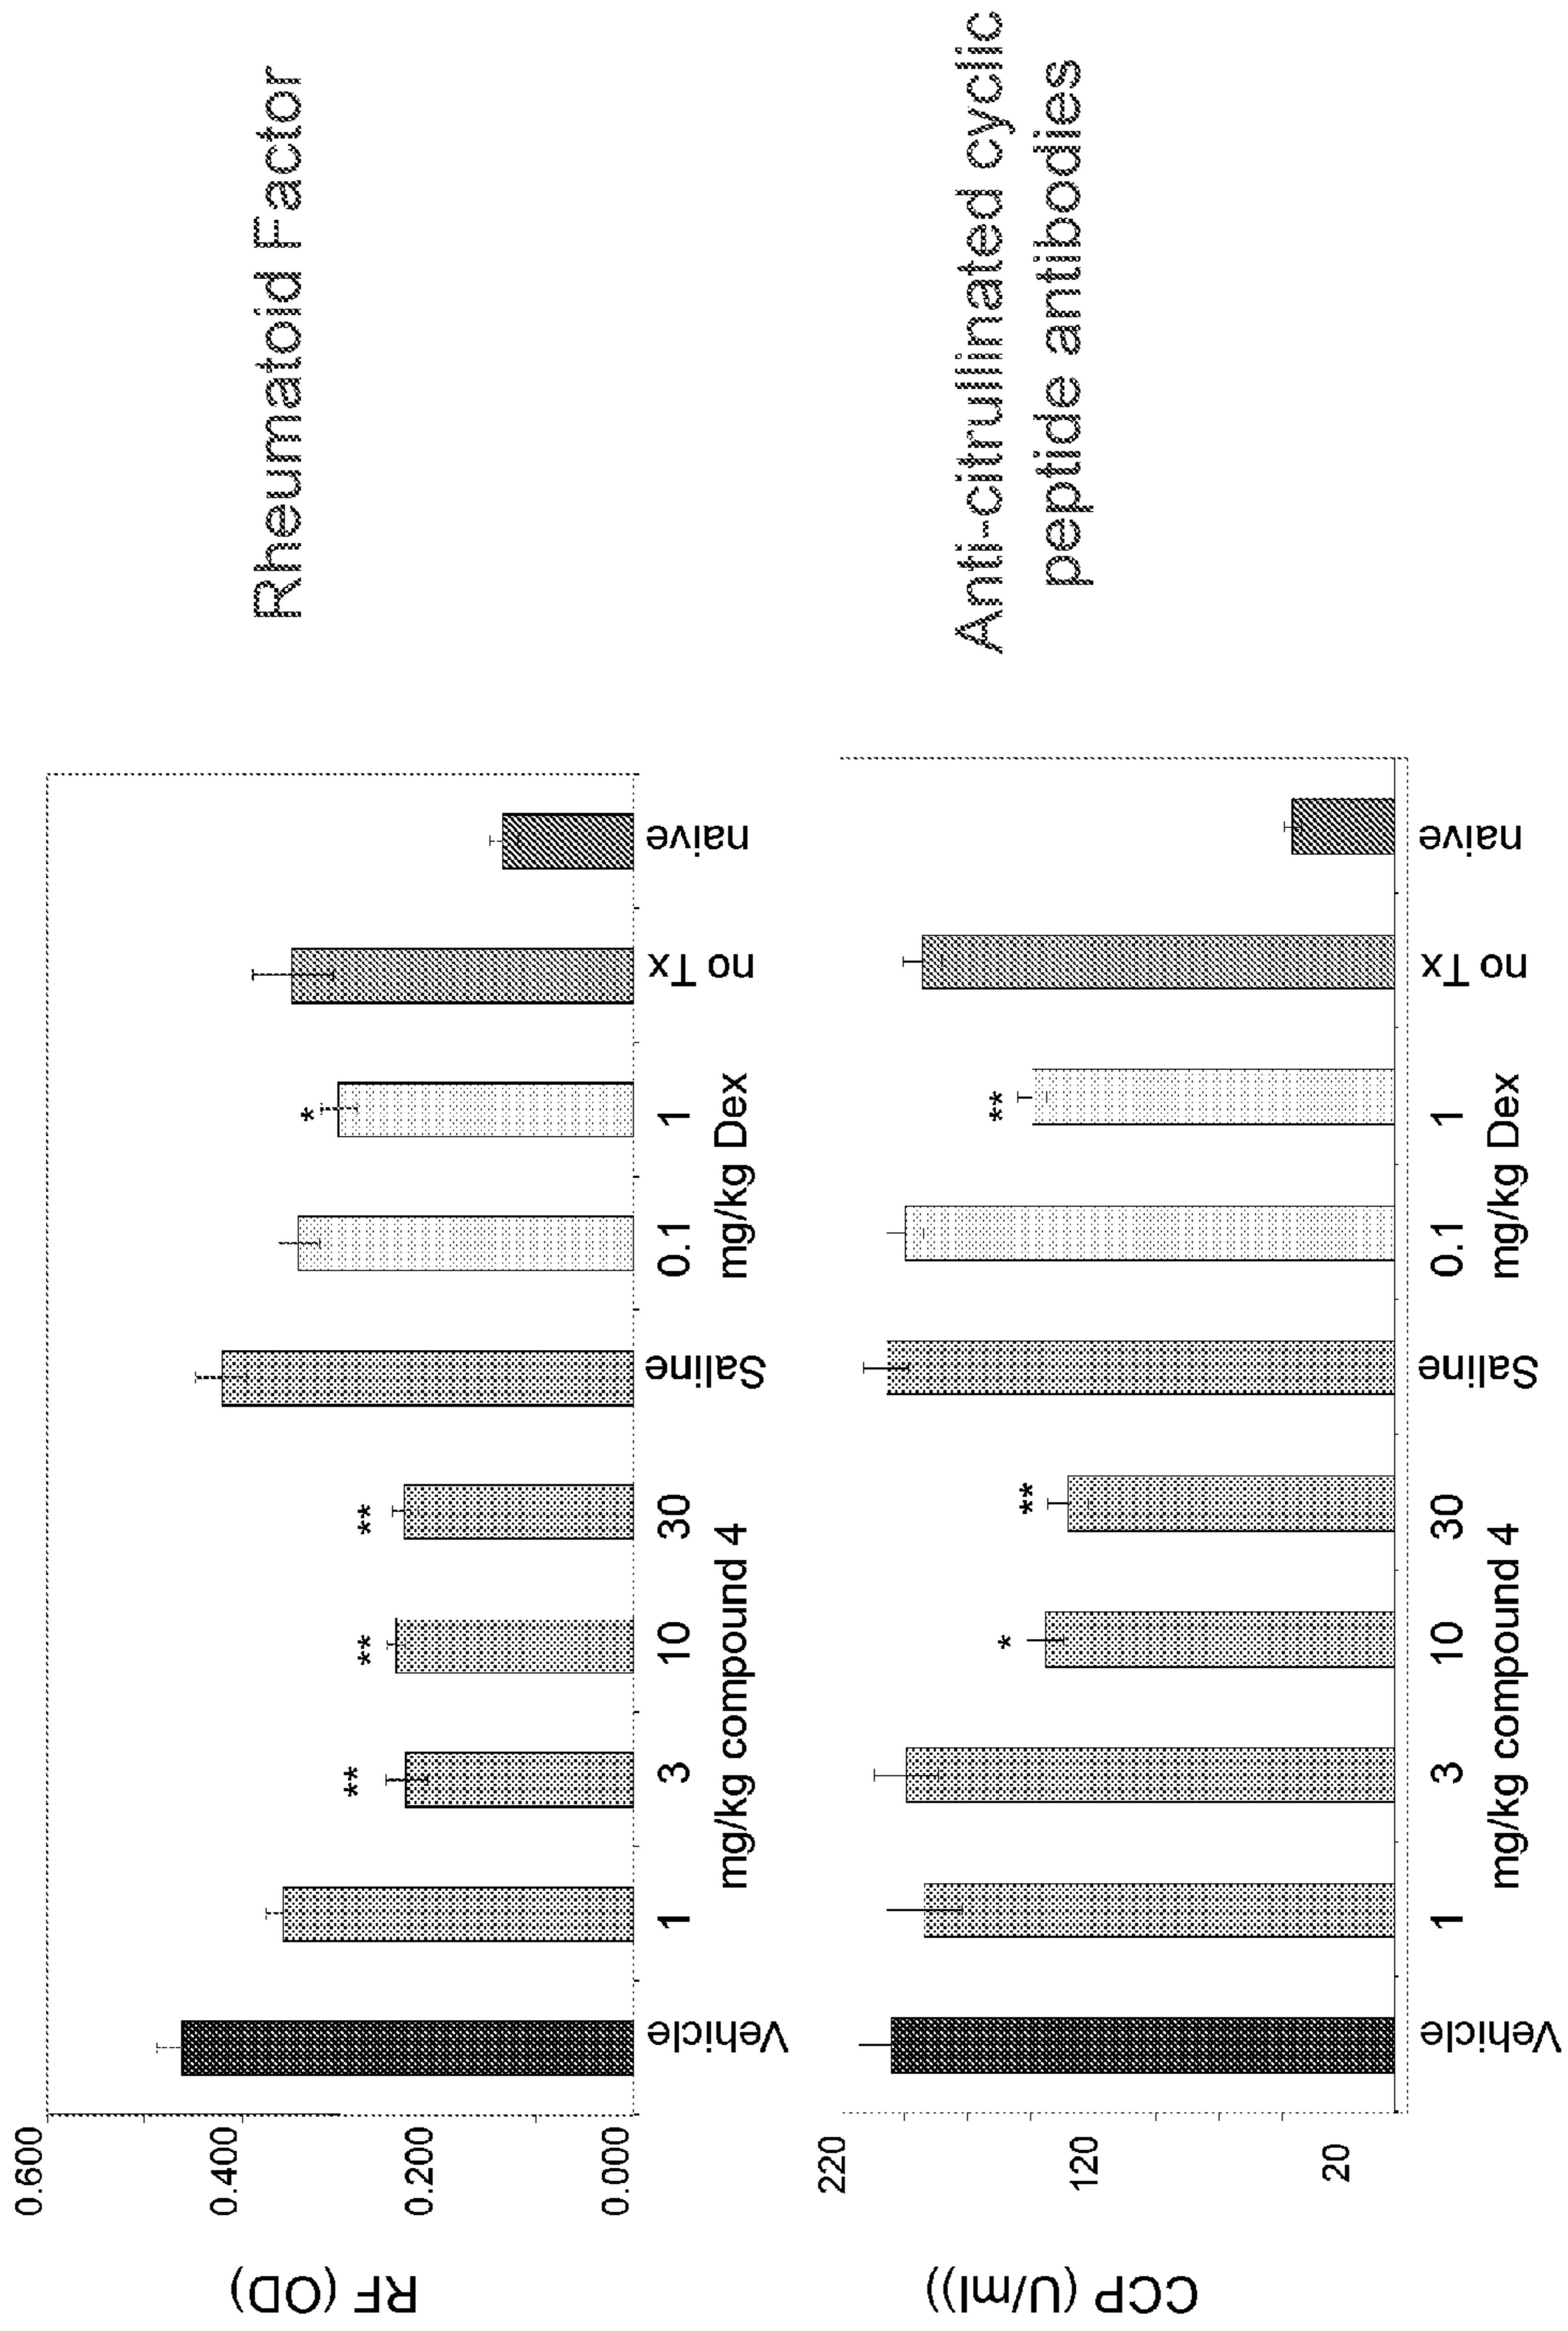 Rheumatoid Factor
RF (OD)
0.600
0.400
0.200
0.000
** ** ** *
Vehicle 1 3 10 30 Saline 0.1 1 no Tx naive
mg/kg compound 4 mg/kg Dex
Anti-citrullinated cyclic
peptide antibodies
CCP (U/ml))
220
120
20
* ** **
Vehicle 1 3 10 30 Saline 0.1 1 no Tx naive
mg/kg compound 4 mg/kg Dex